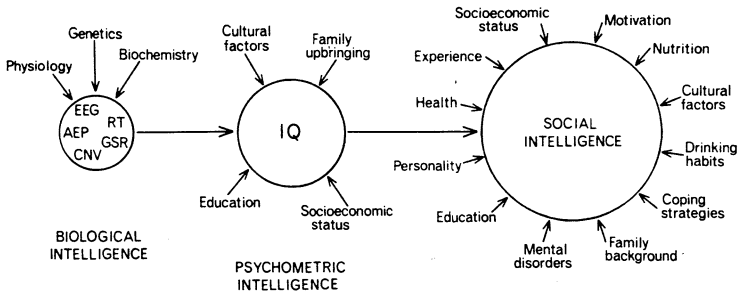 Genetics
Physiology
Biochemistry
EEG
RT
AEP
GSR
CNV
BIOLOGICAL
INTELLIGENCE
Cultural
factors
Family
upbringing
IQ
Education
Socioeconomic
status
PSYCHOMETRIC
INTELLIGENCE
Socioeconomic
status
Motivation
Nutrition
Experience
Cultural
factors
Health
SOCIAL
INTELLIGENCE
Drinking
habits
Personality
Coping
strategies
Education
Mental
disorders
Family
background